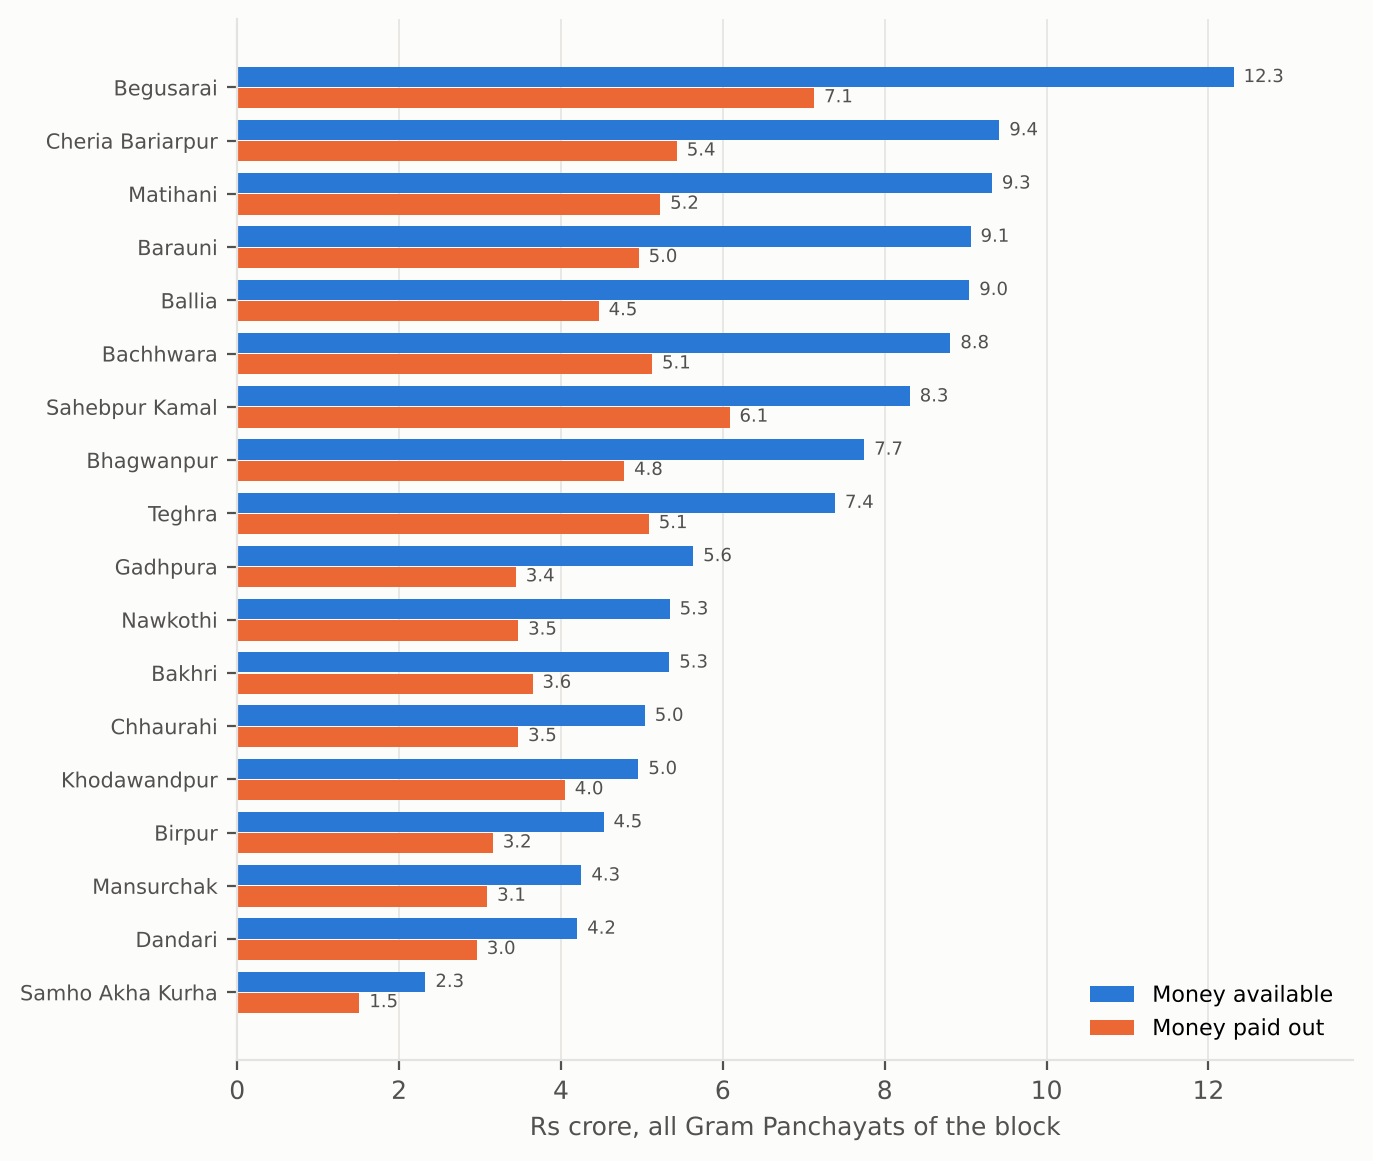 Begusarai 12.3
7.1
Cheria Bariarpur 9.4
5.4
Matihani 9.3
5.2
Barauni 9.1
5.0
Ballia 9.0
4.5
Bachhwara 8.8
5.1
Sahebpur Kamal 8.3
6.1
Bhagwanpur 7.7
4.8
Teghra 7.4
5.1
Gadhpura 5.6
3.4
Nawkothi 5.3
3.5
Bakhri 5.3
3.6
Chhaurahi 5.0
3.5
Khodawandpur 5.0
4.0
Birpur 4.5
3.2
Mansurchak 4.3
3.1
Dandari 4.2
3.0
Samho Akha Kurha 2.3
1.5
Money available
Money paid out
0 2 4 6 8 10 12
Rs crore, all Gram Panchayats of the block